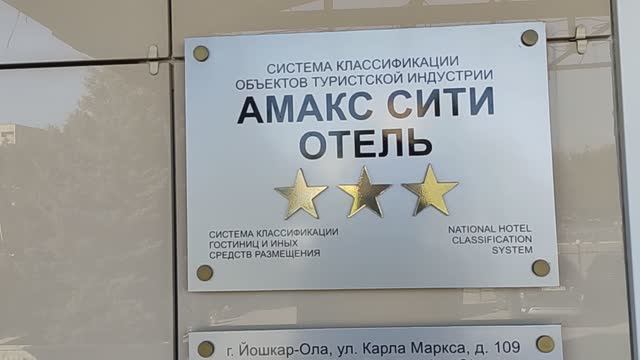 СИСТЕМА КЛАССИФИКАЦИИ
ОБЪЕКТОВ ТУРИСТСКОЙ ИНДУСТРИИ
АМАКС СИТИ
ОТЕЛЬ
СИСТЕМА КЛАССИФИКАЦИИ
ГОСТИНИЦ И ИНЫХ
СРЕДСТВ РАЗМЕЩЕНИЯ
NATIONAL HOTEL
CLASSIFICATION
SYSTEM
г. Йошкар-Ола, ул. Карла Маркса, д. 109